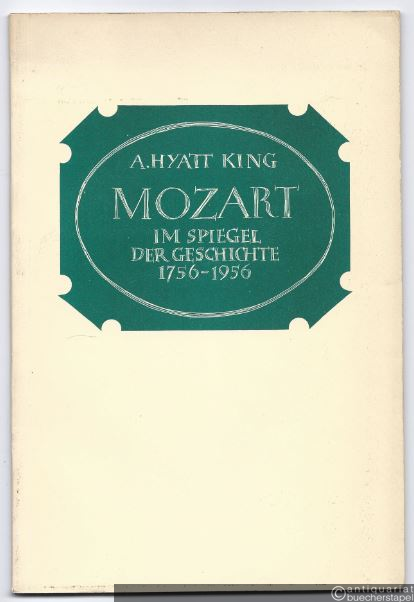 A. HYATT KING
MOZART
IM SPIEGEL
DER GESCHICHTE
1756-1956
© antiquariat
buecherstapel